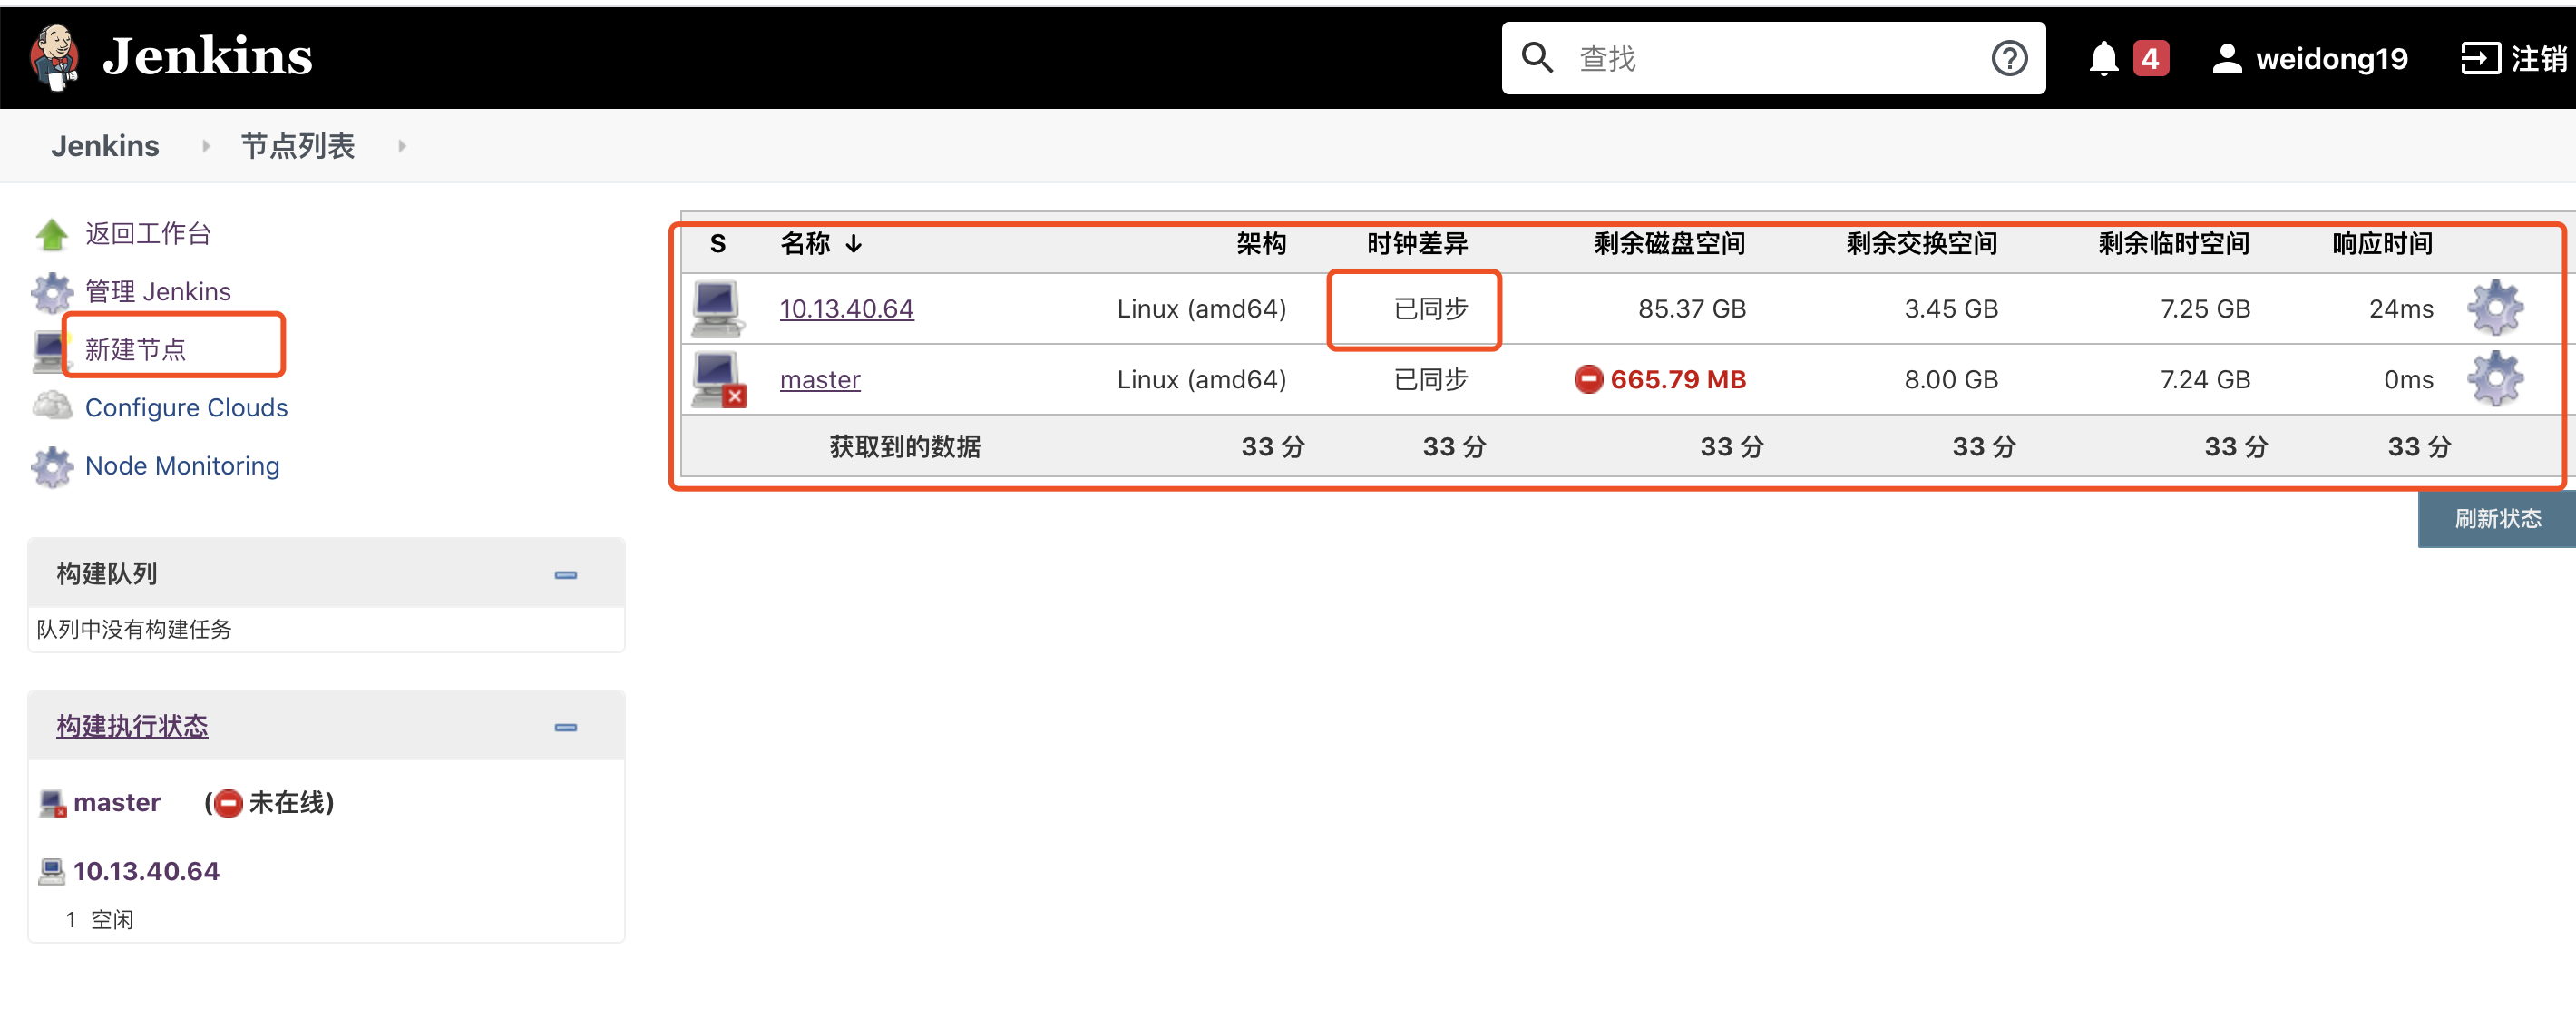 Jenkins 查找 4 weidong19 注销
Jenkins 节点列表
返回工作台
管理 Jenkins
新建节点
Configure Clouds
Node Monitoring
构建队列
队列中没有构建任务
构建执行状态
master (未在线)
10.13.40.64
1 空闲
S 名称 ↓ 架构 时钟差异 剩余磁盘空间 剩余交换空间 剩余临时空间 响应时间
10.13.40.64 Linux (amd64) 已同步 85.37 GB 3.45 GB 7.25 GB 24ms
master Linux (amd64) 已同步 665.79 MB 8.00 GB 7.24 GB 0ms
获取到的数据 33 分 33 分 33 分 33 分 33 分 33 分
刷新状态